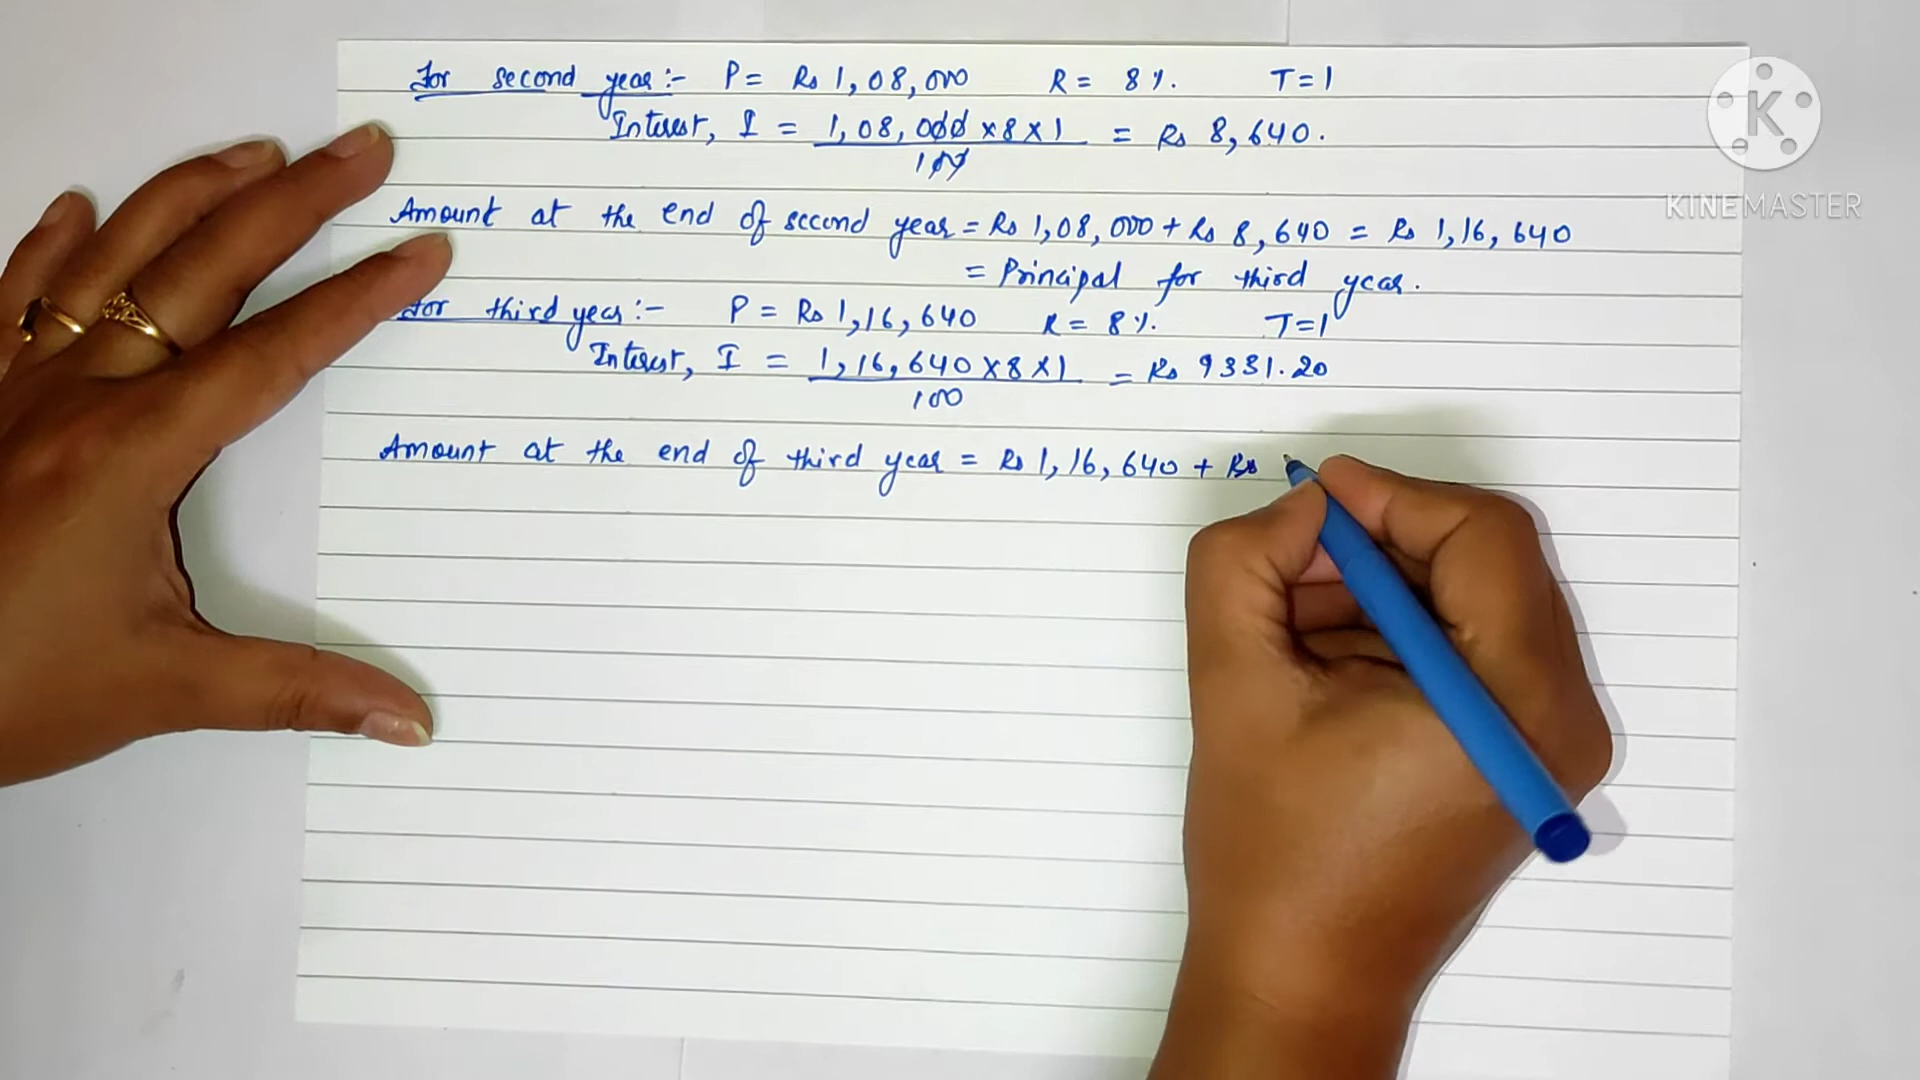 For second year:- P = Rs 1,08,000 R = 8%. T=1
Interest, I = 1,08,000 x 8 x 1 / 100 = Rs 8,640.
Amount at the end of second year = Rs 1,08,000 + Rs 8,640 = Rs 1,16,640
= Principal for third year.
For third year:- P = Rs 1,16,640 R = 8%. T=1
Interest, I = 1,16,640 x 8 x 1 / 100 = Rs 9331.20
Amount at the end of third year = Rs 1,16,640 + Rs
K
KINEMASTER